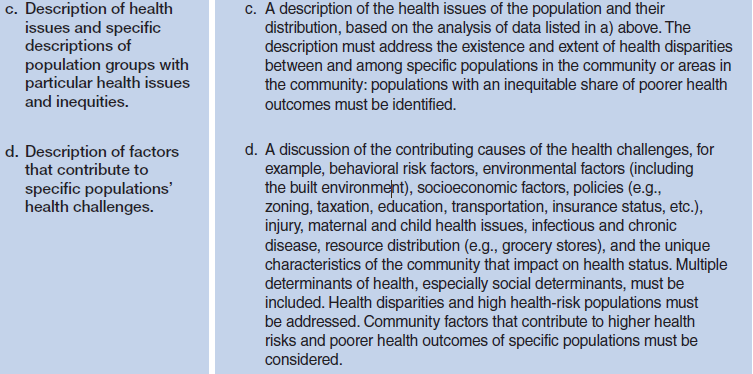 c. Description of health
issues and specific
descriptions of
population groups with
particular health issues
and inequities.
c. A description of the health issues of the population and their
distribution, based on the analysis of data listed in a) above. The
description must address the existence and extent of health disparities
between and among specific populations in the community or areas in
the community: populations with an inequitable share of poorer health
outcomes must be identified.
d. Description of factors
that contribute to
specific populations’
health challenges.
d. A discussion of the contributing causes of the health challenges, for
example, behavioral risk factors, environmental factors (including
the built environment), socioeconomic factors, policies (e.g.,
zoning, taxation, education, transportation, insurance status, etc.),
injury, maternal and child health issues, infectious and chronic
disease, resource distribution (e.g., grocery stores), and the unique
characteristics of the community that impact on health status. Multiple
determinants of health, especially social determinants, must be
included. Health disparities and high health-risk populations must
be addressed. Community factors that contribute to higher health
risks and poorer health outcomes of specific populations must be
considered.